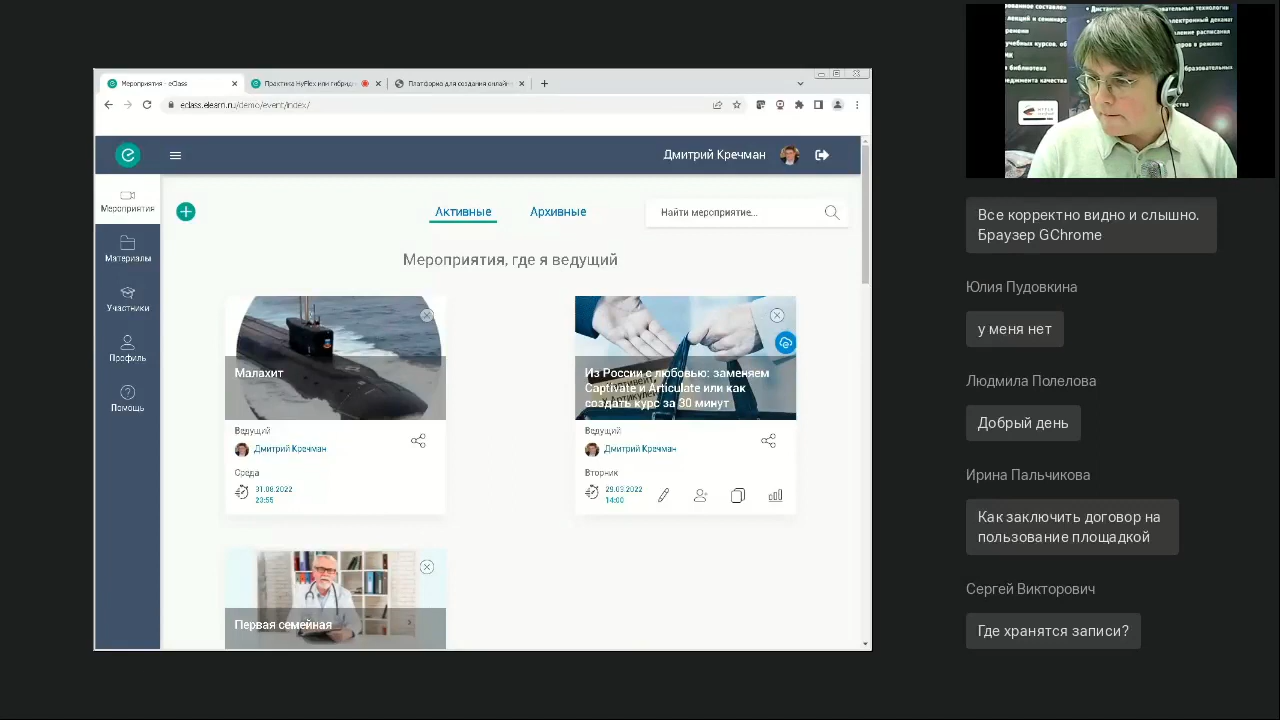 Мероприятия - eClass
Практика HyFlex или гибрид
Платформа для создания онлайн-
eclass.elearn.ru/demo/event/index/
Дмитрий Кречман
Мероприятия
Материалы
Участники
Профиль
Помощь
Активные
Архивные
Найти мероприятие...
Мероприятия, где я ведущий
Малахит
Ведущий
Дмитрий Кречман
Среда
31.08.2022
23:55
Из России с любовью: заменяем
Captivate и Articulate или как
создать курс за 30 минут
Ведущий
Дмитрий Кречман
Вторник
29.03.2022
14:00
Первая семейная
Все корректно видно и слышно.
Браузер GChrome
Юлия Пудовкина
у меня нет
Людмила Полелова
Добрый день
Ирина Пальчикова
Как заключить договор на
пользование площадкой
Сергей Викторович
Где хранятся записи?